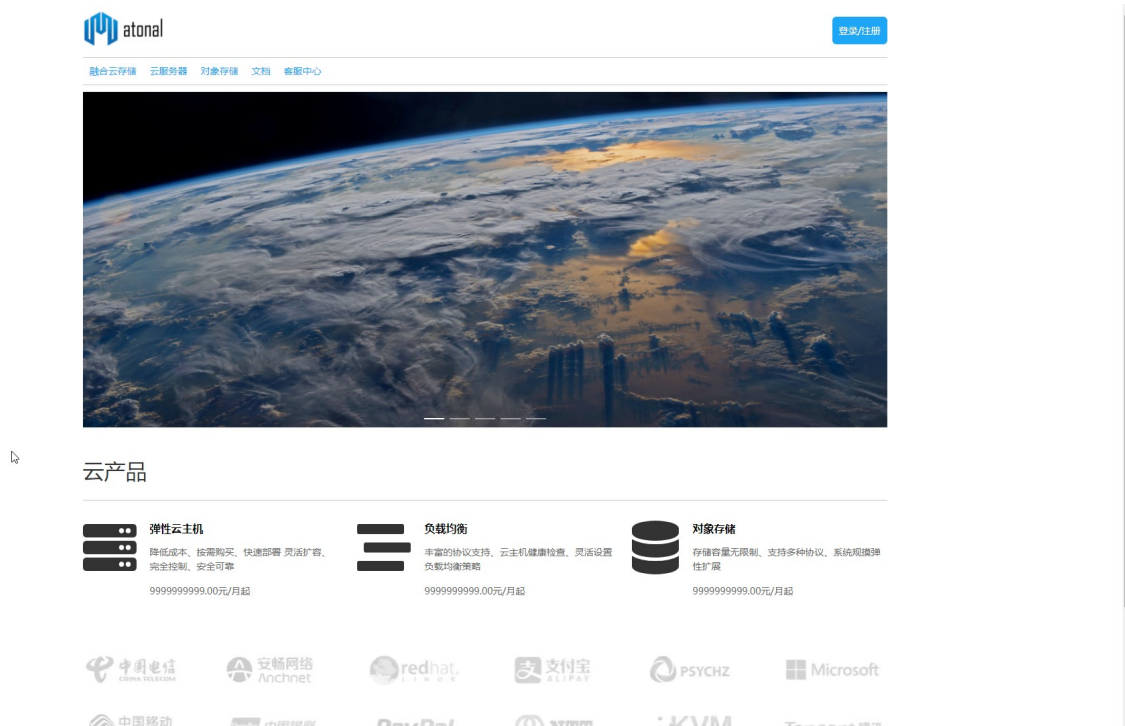 atonal
登录/注册
融合云存储 云服务器 对象存储 文档 客服中心
云产品
弹性云主机
降低成本、按需购买、快速部署 灵活扩容、
完全控制、安全可靠
9999999999.00元/月起
负载均衡
丰富的协议支持、云主机健康检查、灵活设置
负载均衡策略
9999999999.00元/月起
对象存储
存储容量无限制、支持多种协议、系统规摸弹
性扩展
9999999999.00元/月起
中国电信
CHINA TELECOM
安畅网络
Anchnet
redhat.
LINUX
支付宝
ALIPAY
PSYCHZ
Microsoft
中国移动
PayPal